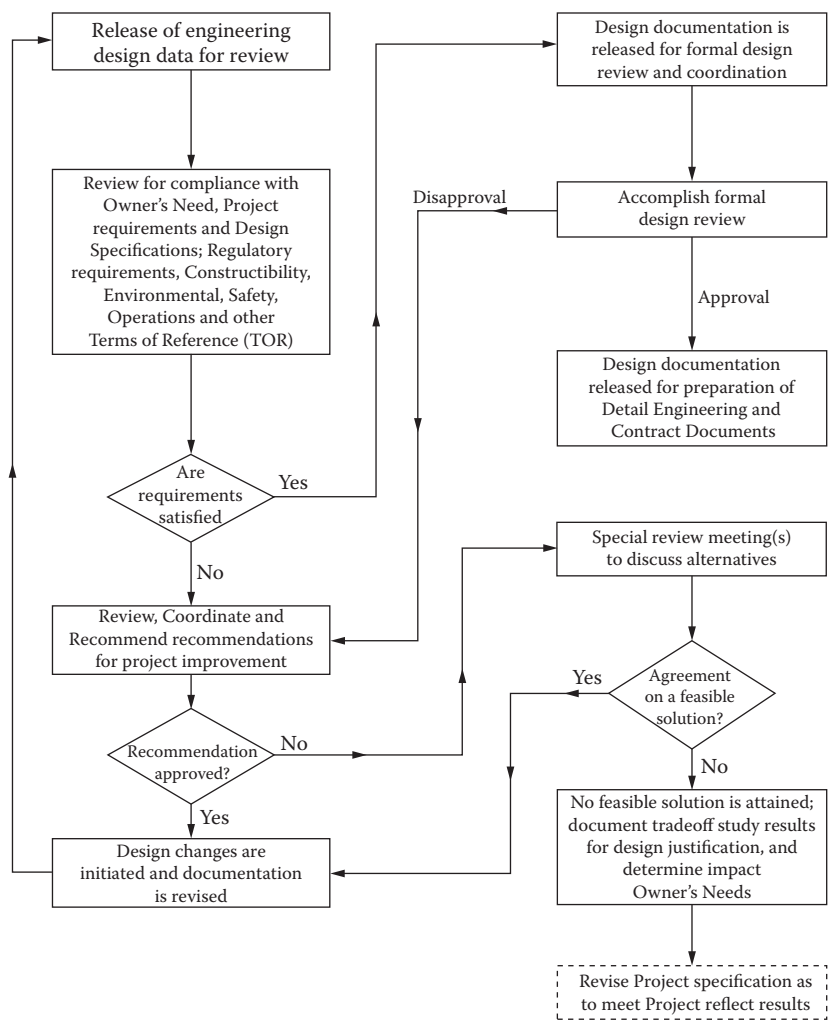 Release of engineering
design data for review
Review for compliance with
Owner's Need, Project
requirements and Design
Specifications; Regulatory
requirements, Constructibility,
Environmental, Safety,
Operations and other
Terms of Reference (TOR)
Are
requirements
satisfied
Yes
No
Review, Coordinate and
Recommend recommendations
for project improvement
Recommendation
approved?
No
Yes
Design changes are
initiated and documentation
is revised
Design documentation is
released for formal design
review and coordination
Accomplish formal
design review
Disapproval
Approval
Design documentation
released for preparation of
Detail Engineering and
Contract Documents
Special review meeting(s)
to discuss alternatives
Agreement
on a feasible
solution?
Yes
No
No feasible solution is attained;
document tradeoff study results
for design justification, and
determine impact
Owner's Needs
Revise Project specification as
to meet Project reflect results